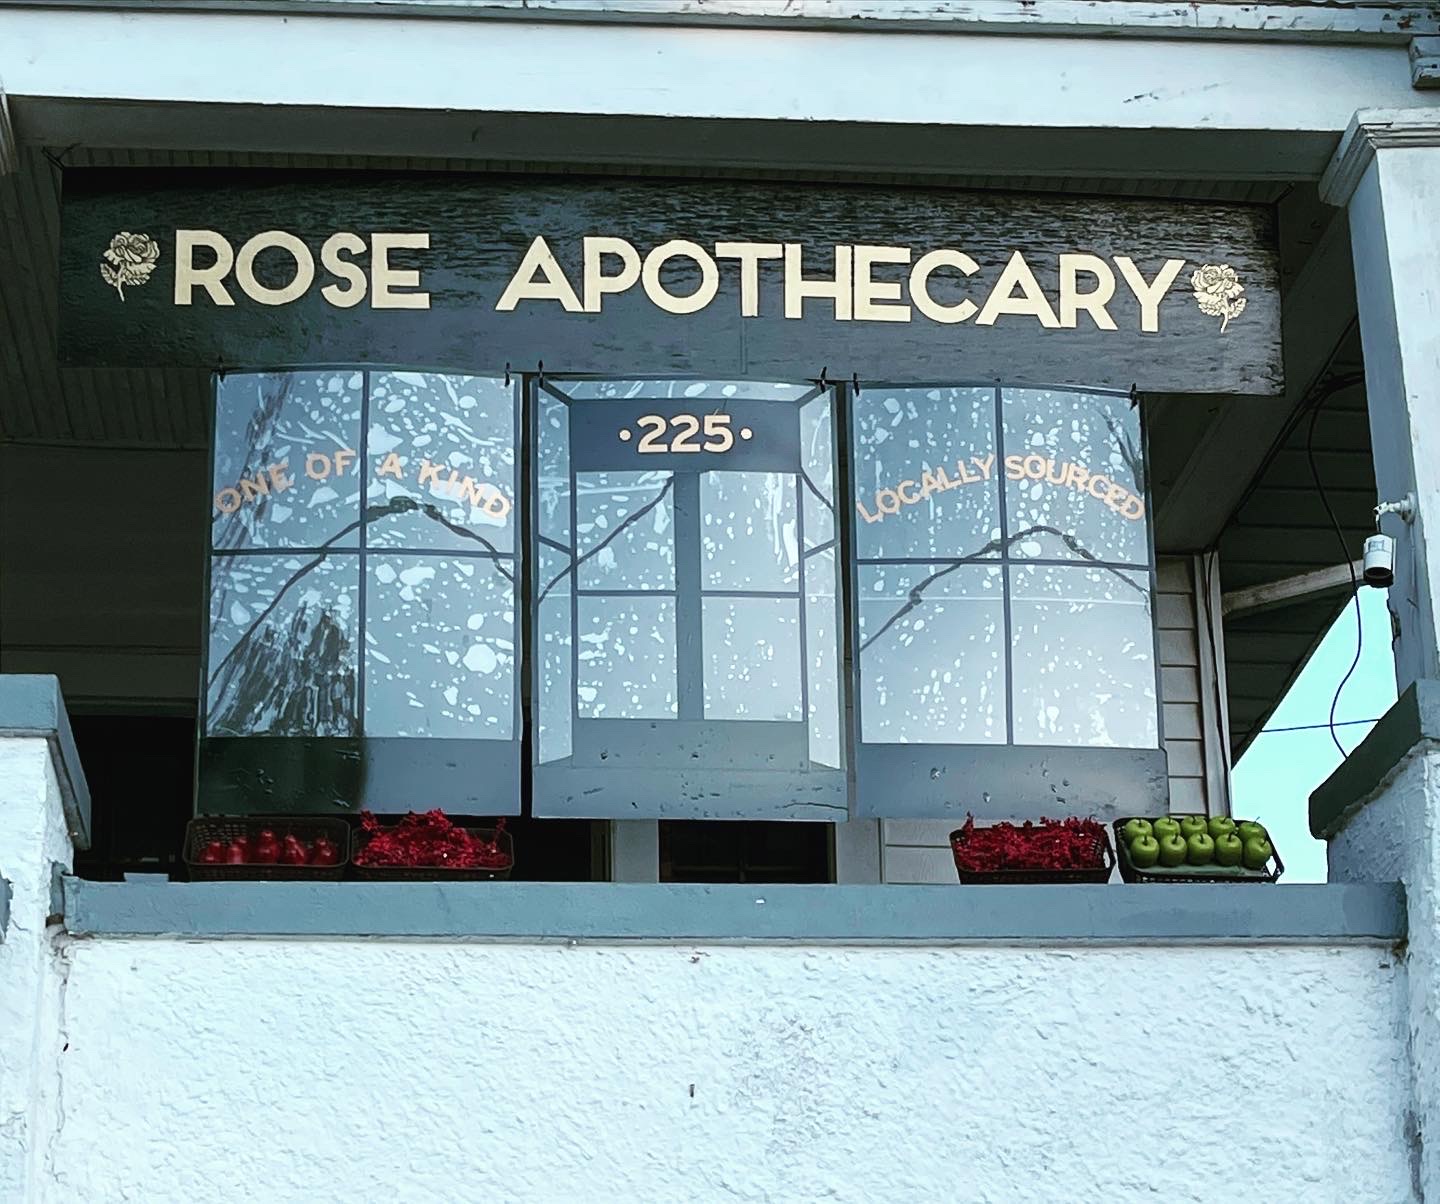 ROSE APOTHECARY
·225·
ONE OF A KIND
LOCALLY SOURCED